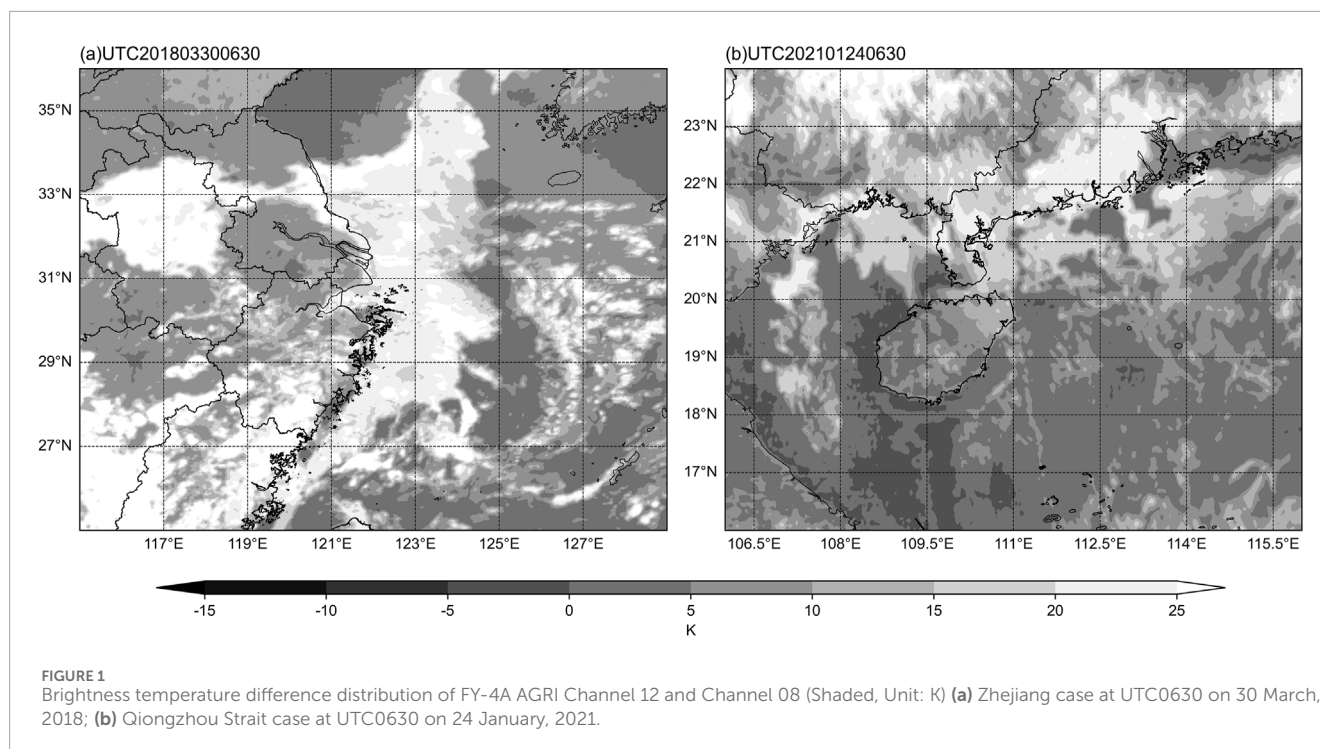 (a)UTC201803300630
35°N
33°N
31°N
29°N
27°N
117°E 119°E 121°E 123°E 125°E 127°E
(b)UTC202101240630
23°N
22°N
21°N
20°N
19°N
18°N
17°N
106.5°E 108°E 109.5°E 111°E 112.5°E 114°E 115.5°E
-15 -10 -5 0 5 10 15 20 25
K
FIGURE 1
Brightness temperature difference distribution of FY-4A AGRI Channel 12 and Channel 08 (Shaded, Unit: K) (a) Zhejiang case at UTC0630 on 30 March,
2018; (b) Qiongzhou Strait case at UTC0630 on 24 January, 2021.